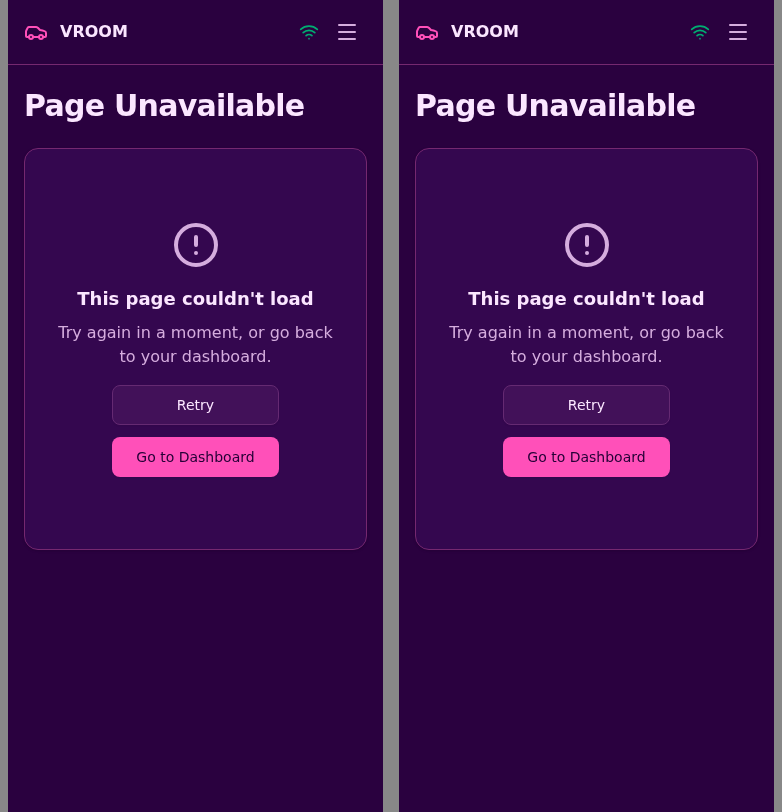 VROOM
Page Unavailable
This page couldn't load
Try again in a moment, or go back
to your dashboard.
Retry
Go to Dashboard
VROOM
Page Unavailable
This page couldn't load
Try again in a moment, or go back
to your dashboard.
Retry
Go to Dashboard